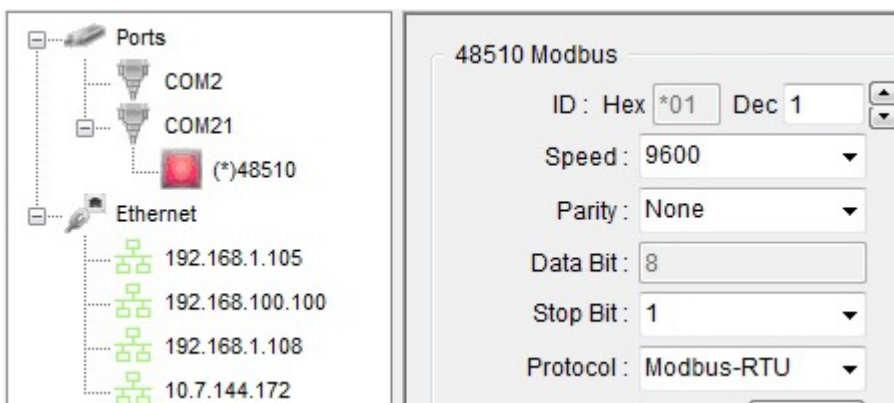 Ports
COM2
COM21
(*)48510
Ethernet
192.168.1.105
192.168.100.100
192.168.1.108
10.7.144.172
48510 Modbus
ID : Hex *01 Dec 1
Speed : 9600
Parity : None
Data Bit : 8
Stop Bit : 1
Protocol : Modbus-RTU